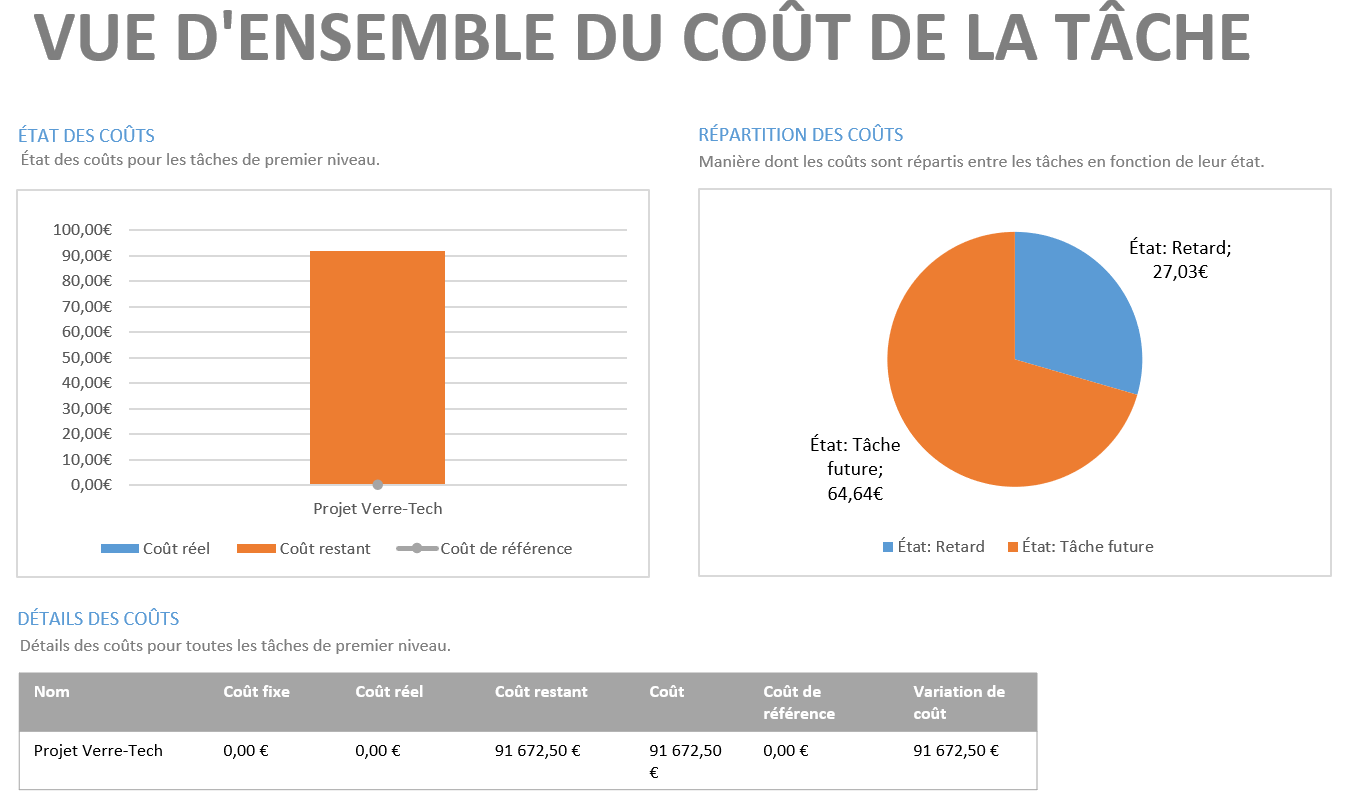 VUE D'ENSEMBLE DU COÛT DE LA TÂCHE
ÉTAT DES COÛTS
État des coûts pour les tâches de premier niveau.
100,00€
90,00€
80,00€
70,00€
60,00€
50,00€
40,00€
30,00€
20,00€
10,00€
0,00€
Projet Verre-Tech
Coût réel Coût restant Coût de référence
RÉPARTITION DES COÛTS
Manière dont les coûts sont répartis entre les tâches en fonction de leur état.
État: Retard;
27,03€
État: Tâche
future;
64,64€
État: Retard État: Tâche future
DÉTAILS DES COÛTS
Détails des coûts pour toutes les tâches de premier niveau.
Nom Coût fixe Coût réel Coût restant Coût Coût de Variation de
référence coût
Projet Verre-Tech 0,00 € 0,00 € 91 672,50 € 91 672,50 0,00 € 91 672,50 €
€